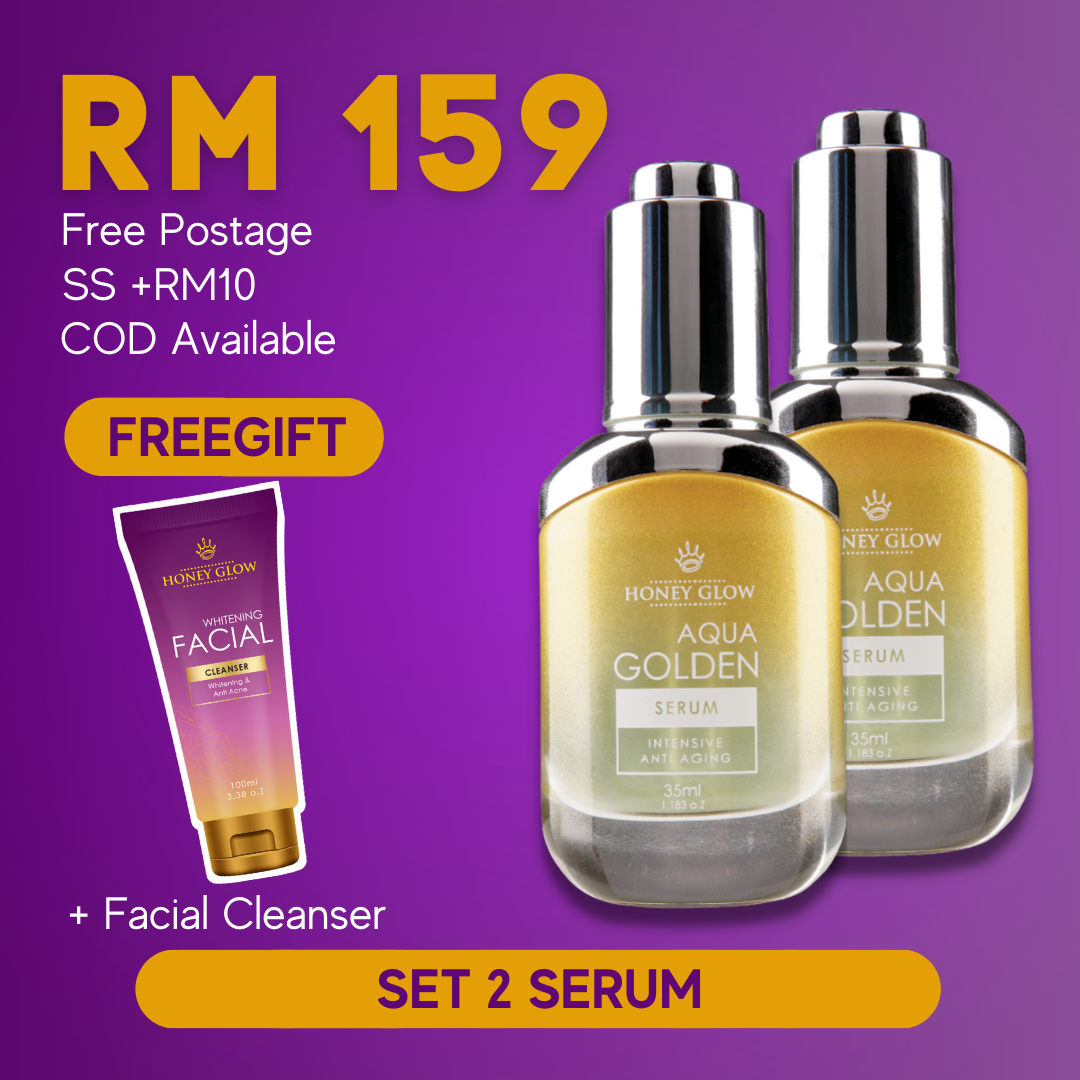 RM 159
Free Postage
SS +RM10
COD Available
FREEGIFT
HONEY GLOW
WHITENING
FACIAL
CLEANSER
Whitening &
Anti Acne
100ml
3.38 o.Z
+ Facial Cleanser
HONEY GLOW
AQUA
GOLDEN
SERUM
INTENSIVE
ANTI AGING
35ml
1.183 o.Z
NEY GLOW
AQUA
OLDEN
SERUM
NTENSIVE
TI AGING
35ml
1.183 o.Z
SET 2 SERUM